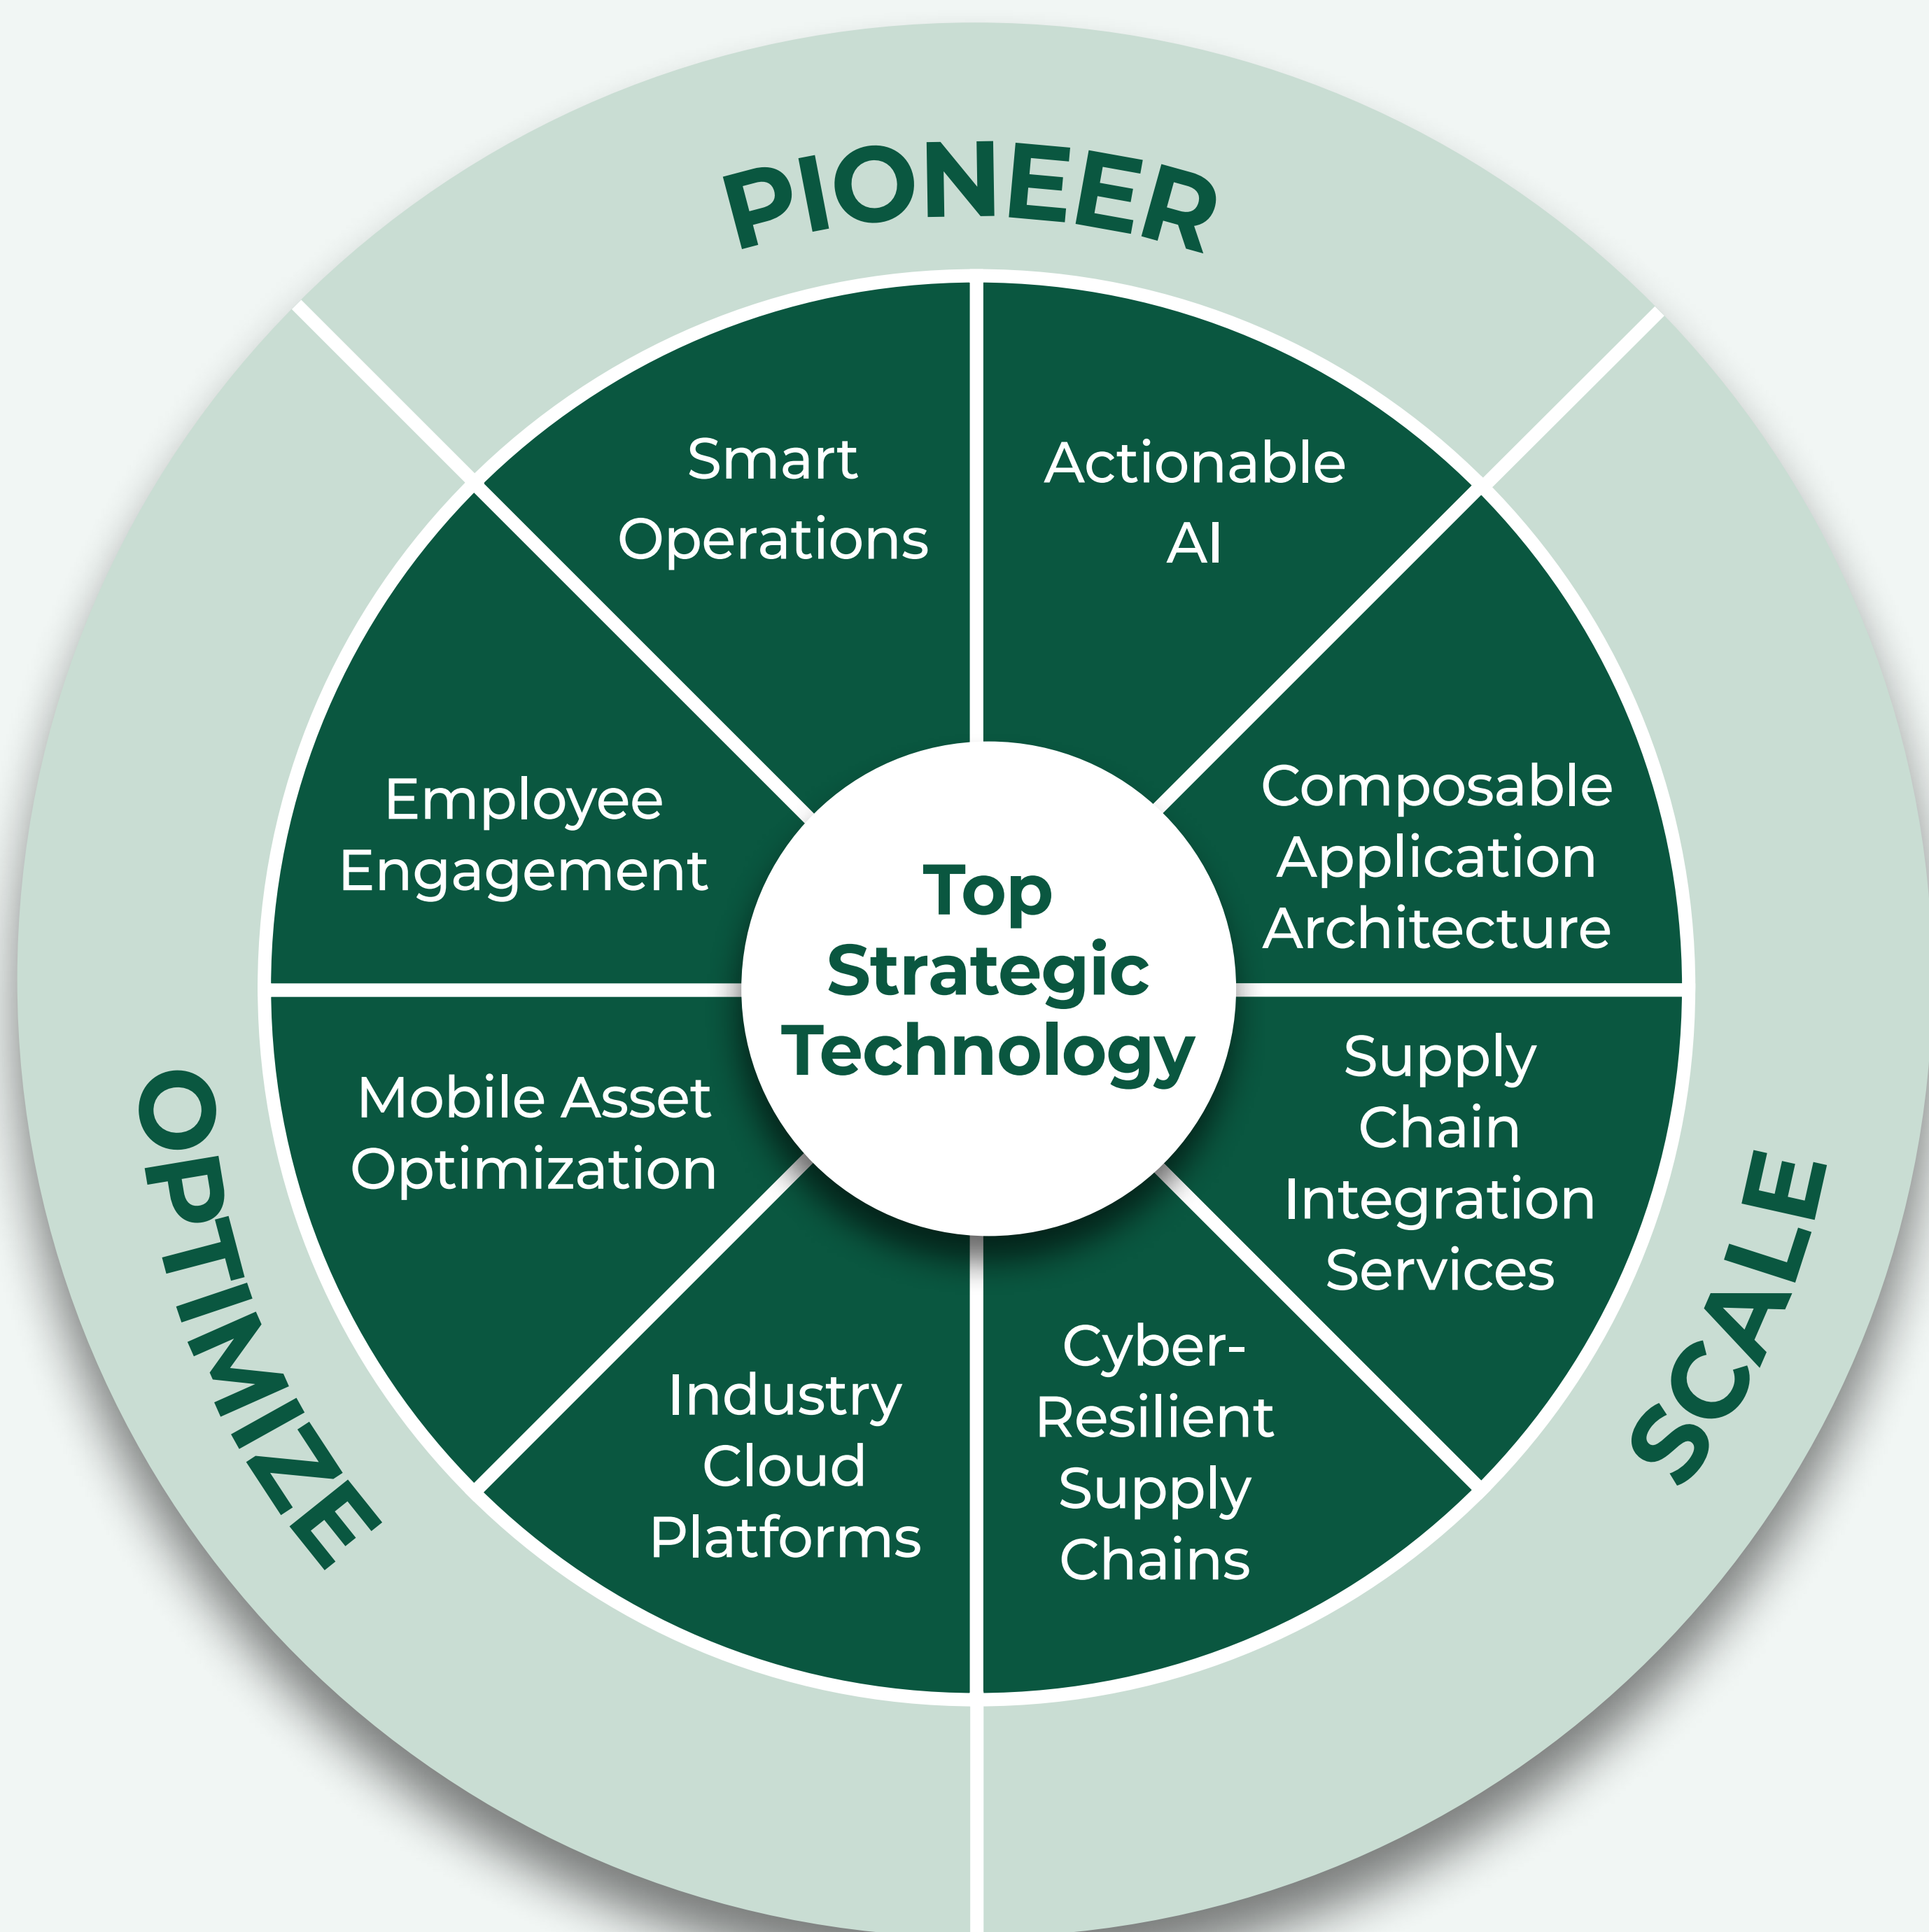 PIONEER
Smart
Operations
Actionable
AI
Employee
Engagement
Composable
Application
Architecture
Top
Strategic
Technology
Mobile Asset
Optimization
Supply
Chain
Integration
Services
Industry
Cloud
Platforms
Cyber-
Resilient
Supply
Chains
OPTIMIZE
SCALE